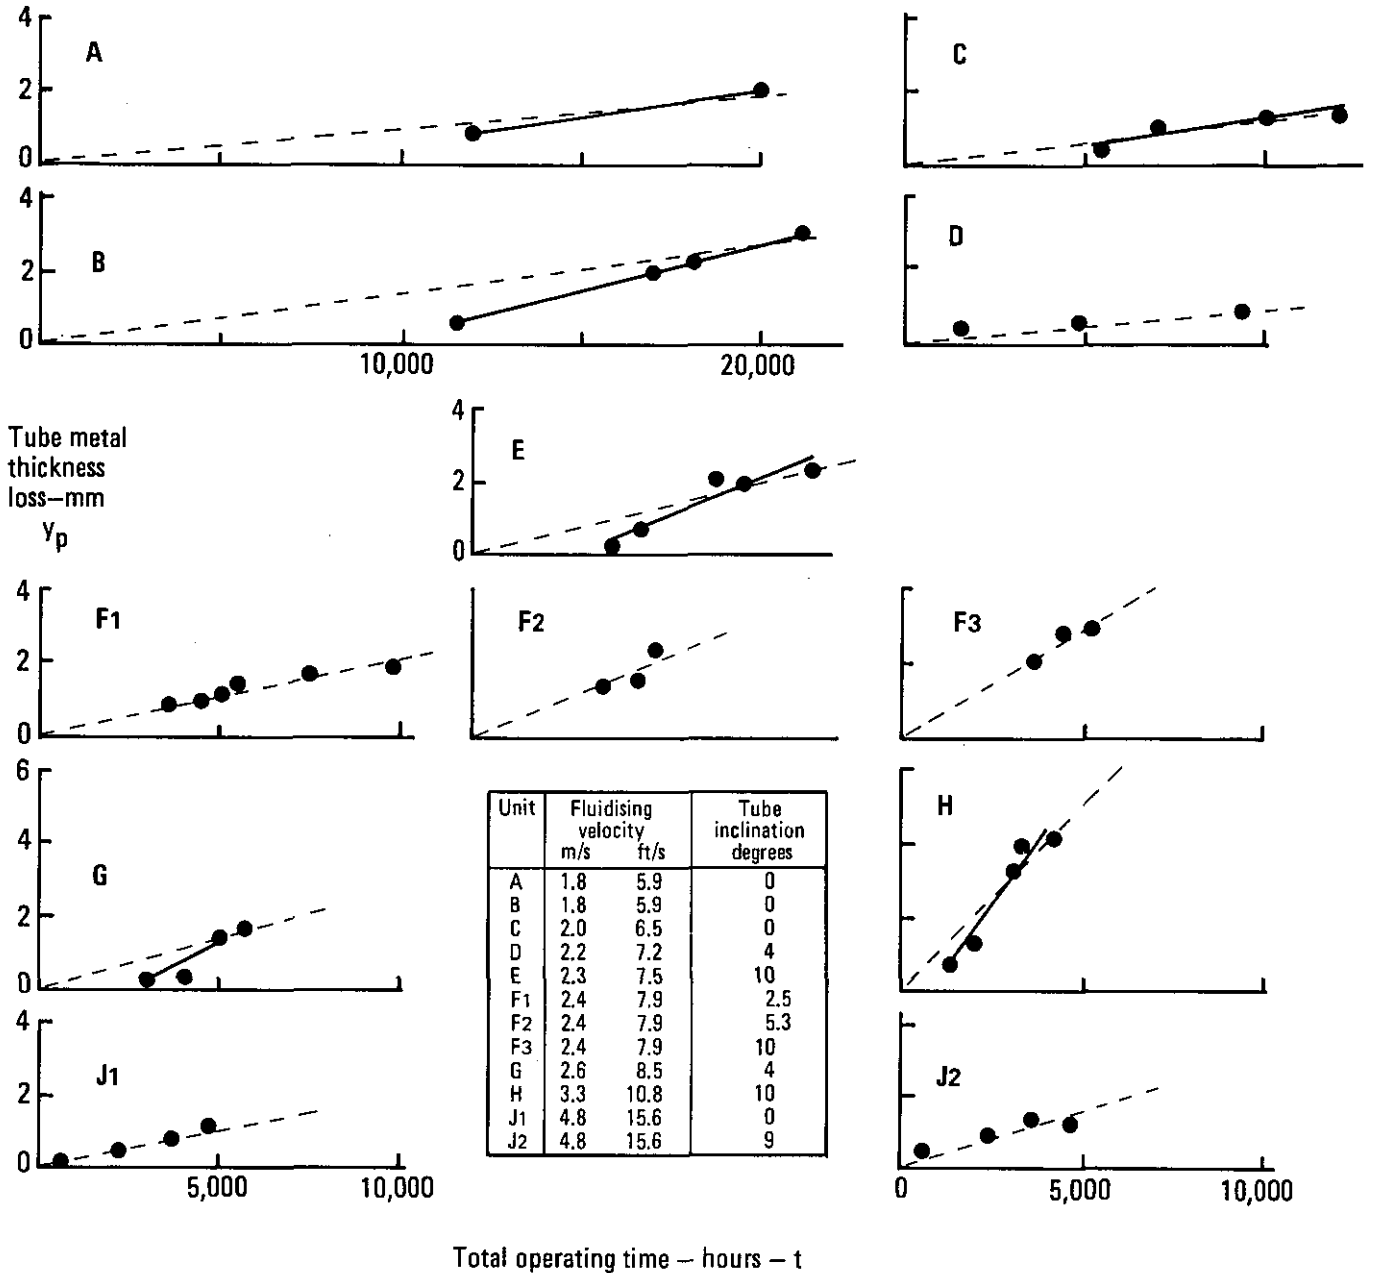 4
A
2
0
C
4
B
2
0
10,000
20,000
D
Tube metal
thickness
loss—mm
yp
4
E
2
0
4
F1
2
0
F2
F3
6
4
G
2
0
Unit Fluidising velocity Tube inclination degrees
m/s ft/s
A 1.8 5.9 0
B 1.8 5.9 0
C 2.0 6.5 0
D 2.2 7.2 4
E 2.3 7.5 10
F1 2.4 7.9 2.5
F2 2.4 7.9 5.3
F3 2.4 7.9 10
G 2.6 8.5 4
H 3.3 10.8 10
J1 4.8 15.6 0
J2 4.8 15.6 9
H
4
J1
2
0
5,000
10,000
J2
0
5,000
10,000
Total operating time — hours — t